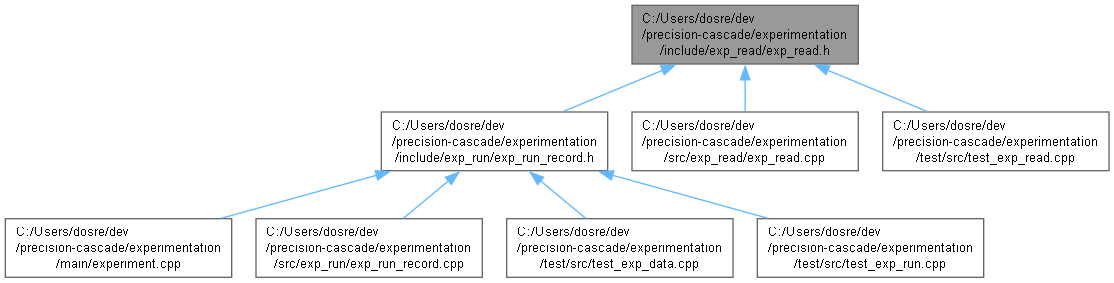 C:/Users/dosre/dev
/precision-cascade/experimentation
/include/exp_read/exp_read.h
C:/Users/dosre/dev
/precision-cascade/experimentation
/include/exp_run/exp_run_record.h
C:/Users/dosre/dev
/precision-cascade/experimentation
/src/exp_read/exp_read.cpp
C:/Users/dosre/dev
/precision-cascade/experimentation
/test/src/test_exp_read.cpp
C:/Users/dosre/dev
/precision-cascade/experimentation
/main/experiment.cpp
C:/Users/dosre/dev
/precision-cascade/experimentation
/src/exp_run/exp_run_record.cpp
C:/Users/dosre/dev
/precision-cascade/experimentation
/test/src/test_exp_data.cpp
C:/Users/dosre/dev
/precision-cascade/experimentation
/test/src/test_exp_run.cpp